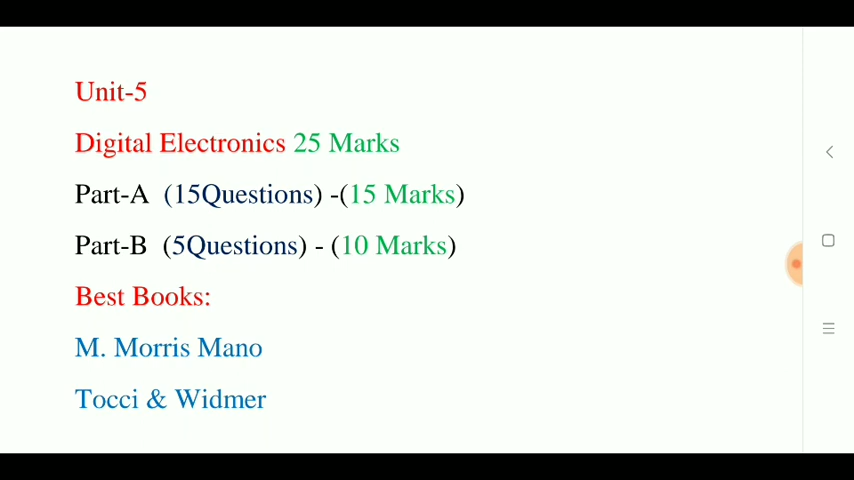 Unit-5
Digital Electronics 25 Marks
Part-A (15Questions) -(15 Marks)
Part-B (5Questions) - (10 Marks)
Best Books:
M. Morris Mano
Tocci & Widmer